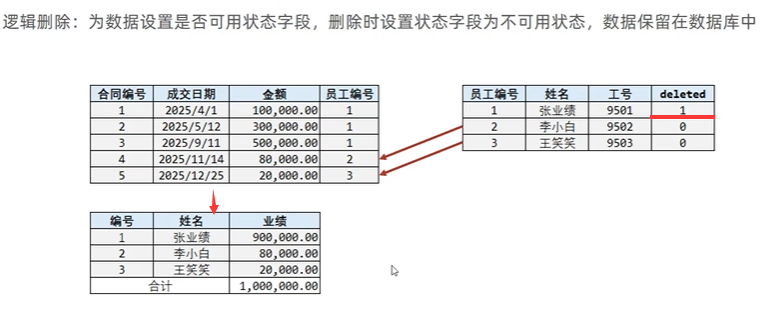 逻辑删除：为数据设置是否可用状态字段，删除时设置状态字段为不可用状态，数据保留在数据库中
合同编号 成交日期 金额 员工编号
1 2025/4/1 100,000.00 1
2 2025/5/12 300,000.00 1
3 2025/9/11 500,000.00 1
4 2025/11/14 80,000.00 2
5 2025/12/25 20,000.00 3
员工编号 姓名 工号 deleted
1 张业绩 9501 1
2 李小白 9502 0
3 王笑笑 9503 0
编号 姓名 业绩
1 张业绩 900,000.00
2 李小白 80,000.00
3 王笑笑 20,000.00
合计 1,000,000.00